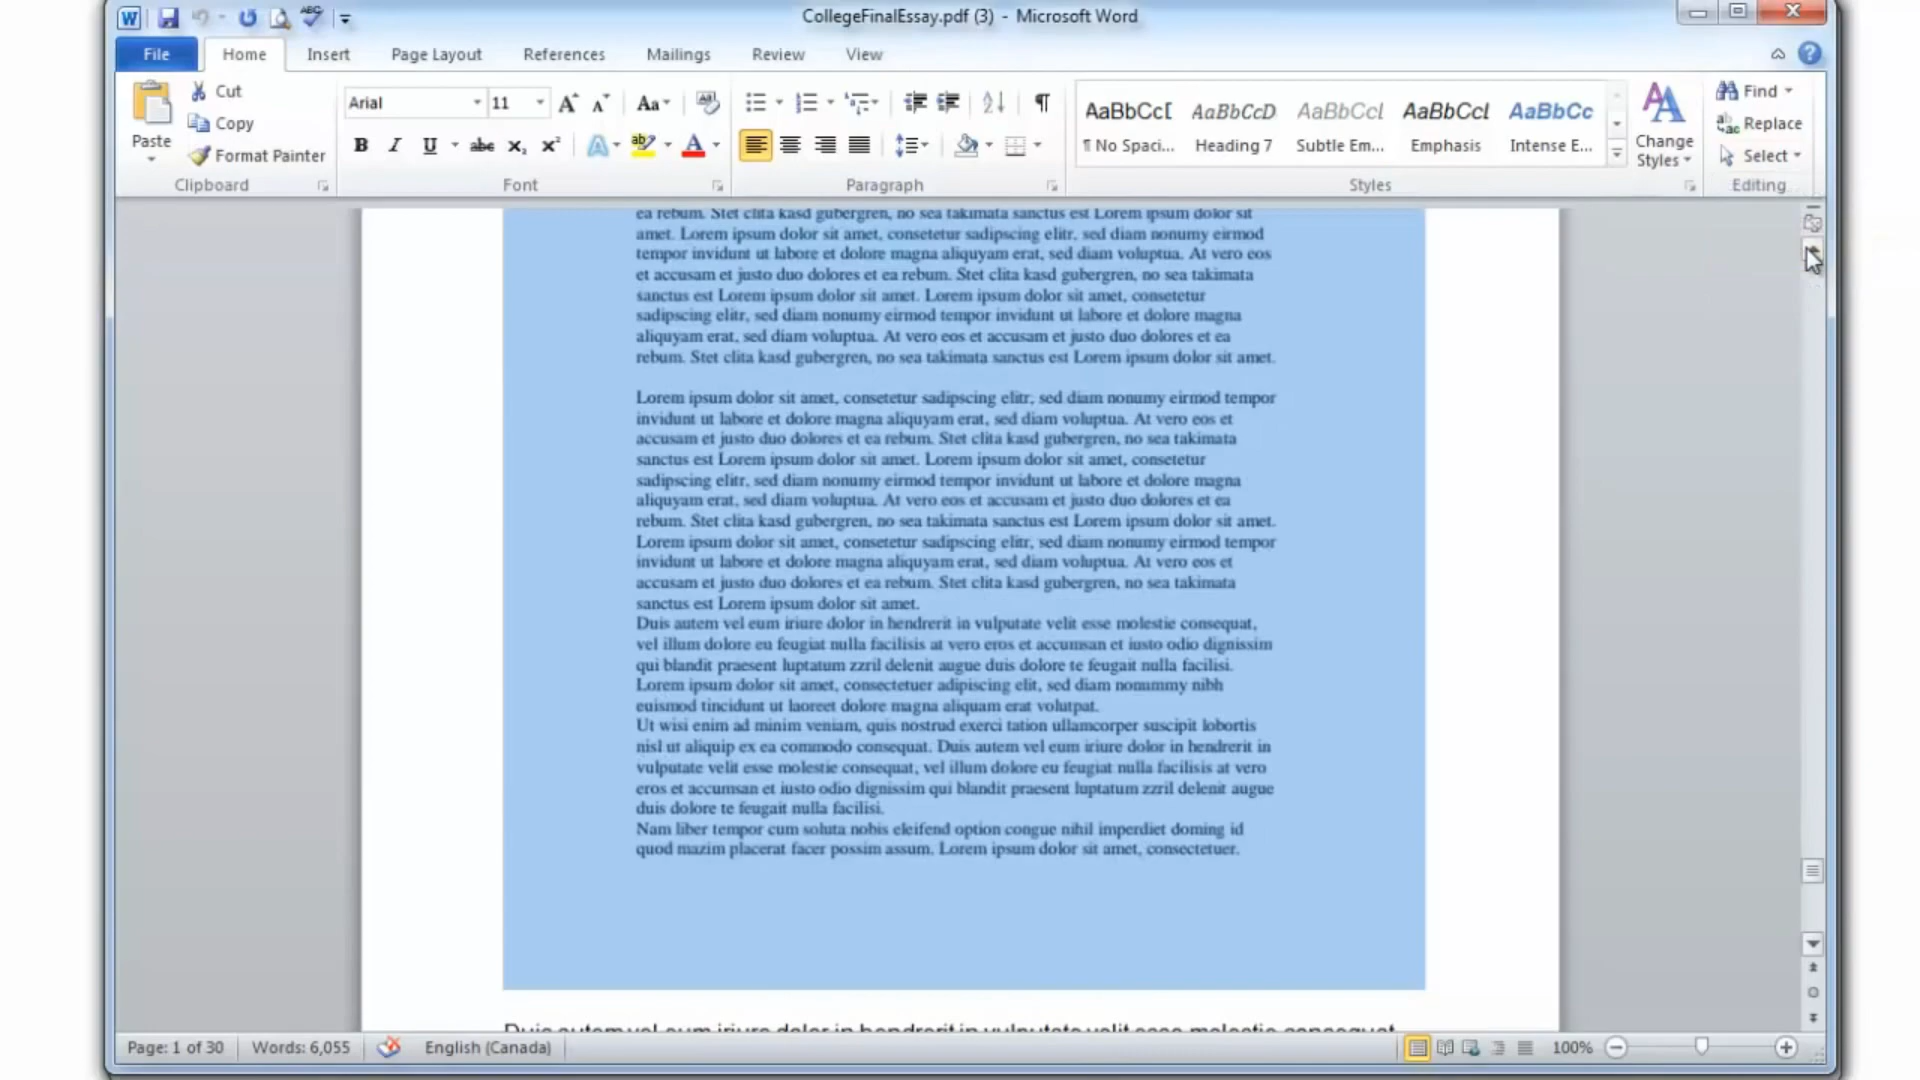 CollegeFinalEssay.pdf (3) - Microsoft Word
File Home Insert Page Layout References Mailings Review View
Paste
Cut
Copy
Format Painter
Clipboard
Arial 11
Font
Paragraph
AaBbCcD AaBbCcD AaBbCcl AaBbCcl AaBbCc
¶ No Spaci... Heading 7 Subtle Em... Emphasis Intense E...
Change
Styles
Styles
Find
Replace
Select
Editing
ea rebum. Stet clita kasd gubergren, no sea takimata sanctus est Lorem ipsum dolor sit
amet. Lorem ipsum dolor sit amet, consetetur sadipscing elitr, sed diam nonumy eirmod
tempor invidunt ut labore et dolore magna aliquyam erat, sed diam voluptua. At vero eos
et accusam et justo duo dolores et ea rebum. Stet clita kasd gubergren, no sea takimata
sanctus est Lorem ipsum dolor sit amet. Lorem ipsum dolor sit amet, consetetur
sadipscing elitr, sed diam nonumy eirmod tempor invidunt ut labore et dolore magna
aliquyam erat, sed diam voluptua. At vero eos et accusam et justo duo dolores et ea
rebum. Stet clita kasd gubergren, no sea takimata sanctus est Lorem ipsum dolor sit amet.
Lorem ipsum dolor sit amet, consetetur sadipscing elitr, sed diam nonumy eirmod tempor
invidunt ut labore et dolore magna aliquyam erat, sed diam voluptua. At vero eos et
accusam et justo duo dolores et ea rebum. Stet clita kasd gubergren, no sea takimata
sanctus est Lorem ipsum dolor sit amet. Lorem ipsum dolor sit amet, consetetur
sadipscing elitr, sed diam nonumy eirmod tempor invidunt ut labore et dolore magna
aliquyam erat, sed diam voluptua. At vero eos et accusam et justo duo dolores et ea
rebum. Stet clita kasd gubergren, no sea takimata sanctus est Lorem ipsum dolor sit amet.
Lorem ipsum dolor sit amet, consetetur sadipscing elitr, sed diam nonumy eirmod tempor
invidunt ut labore et dolore magna aliquyam erat, sed diam voluptua. At vero eos et
accusam et justo duo dolores et ea rebum. Stet clita kasd gubergren, no sea takimata
sanctus est Lorem ipsum dolor sit amet.
Duis autem vel eum iriure dolor in hendrerit in vulputate velit esse molestie consequat,
vel illum dolore eu feugiat nulla facilisis at vero eros et accumsan et iusto odio dignissim
qui blandit praesent luptatum zzril delenit augue duis dolore te feugait nulla facilisi.
Lorem ipsum dolor sit amet, consectetuer adipiscing elit, sed diam nonummy nibh
euismod tincidunt ut laoreet dolore magna aliquam erat volutpat.
Ut wisi enim ad minim veniam, quis nostrud exerci tation ullamcorper suscipit lobortis
nisl ut aliquip ex ea commodo consequat. Duis autem vel eum iriure dolor in hendrerit in
vulputate velit esse molestie consequat, vel illum dolore eu feugiat nulla facilisis at vero
eros et accumsan et iusto odio dignissim qui blandit praesent luptatum zzril delenit augue
duis dolore te feugait nulla facilisi.
Nam liber tempor cum soluta nobis eleifend option congue nihil imperdiet doming id
quod mazim placerat facer possim assum. Lorem ipsum dolor sit amet, consectetuer.
Duis autem vel eum iriure dolor in hendrerit in vulputate velit esse molestie consequat
Page: 1 of 30 Words: 6,055 English (Canada) 100%